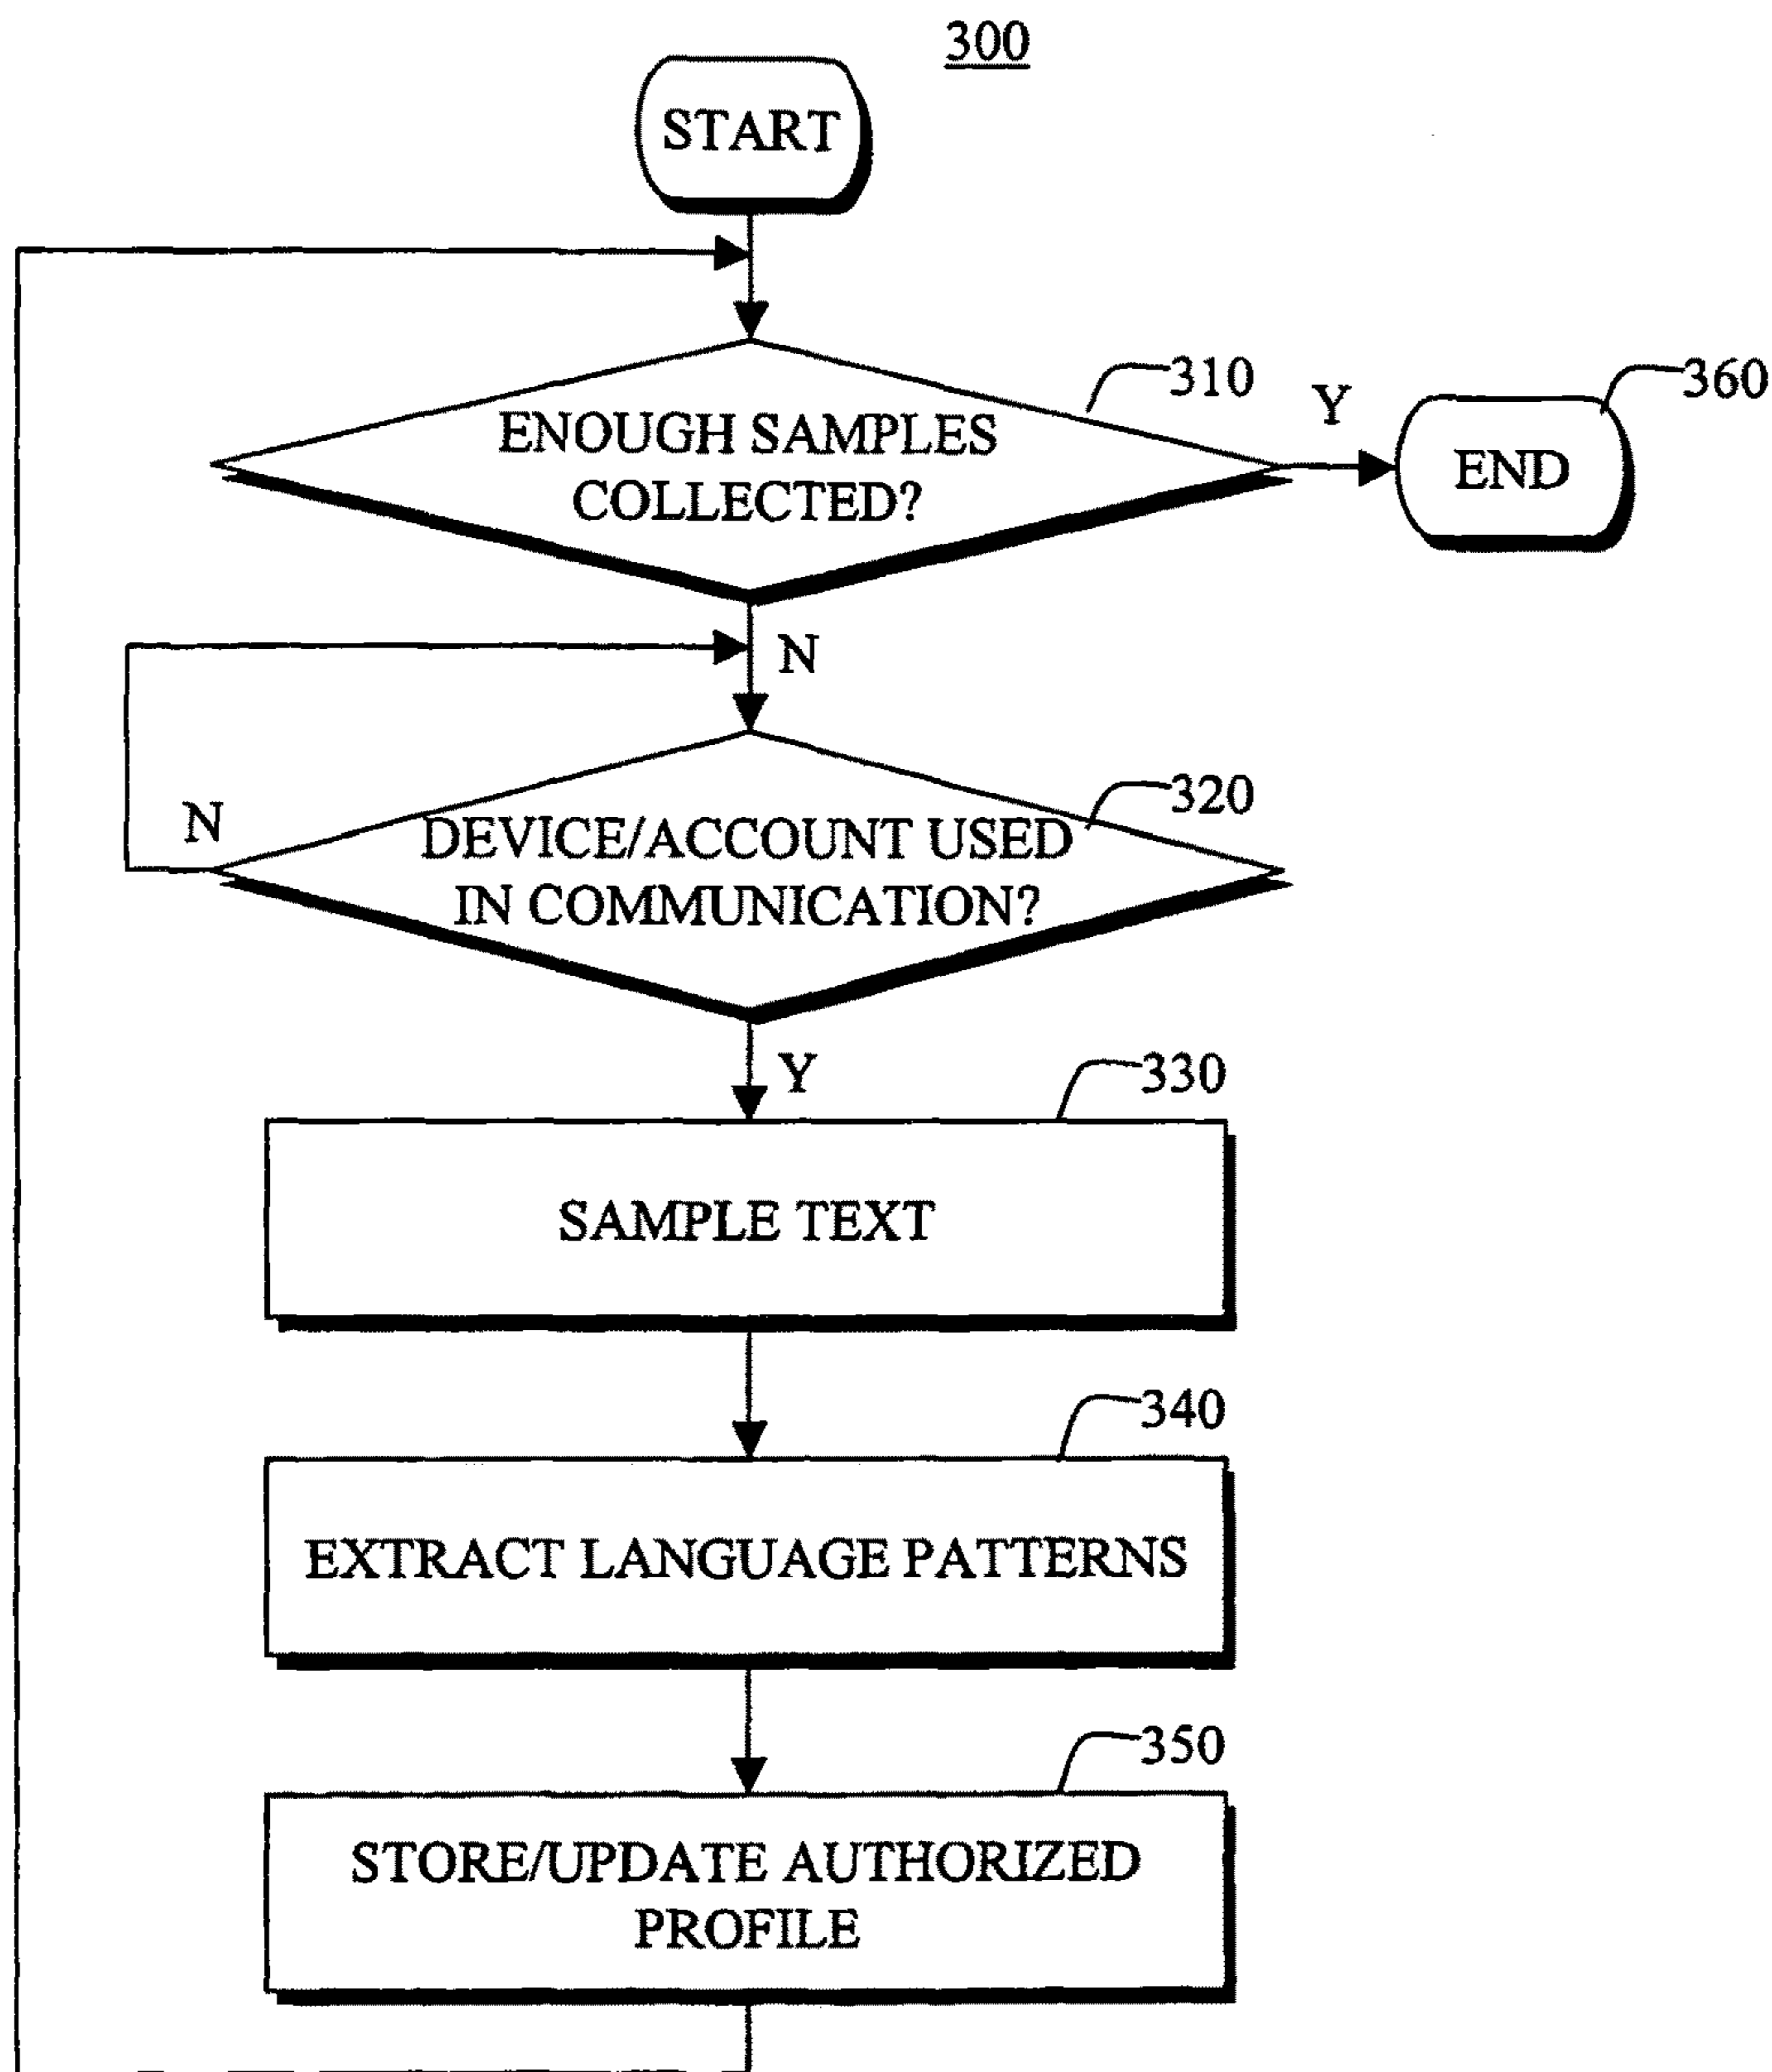 300
START
310
360
Y
ENOUGH SAMPLES
COLLECTED?
END
N
320
N
DEVICE/ACCOUNT USED
IN COMMUNICATION?
Y
330
SAMPLE TEXT
340
EXTRACT LANGUAGE PATTERNS
350
STORE/UPDATE AUTHORIZED
PROFILE